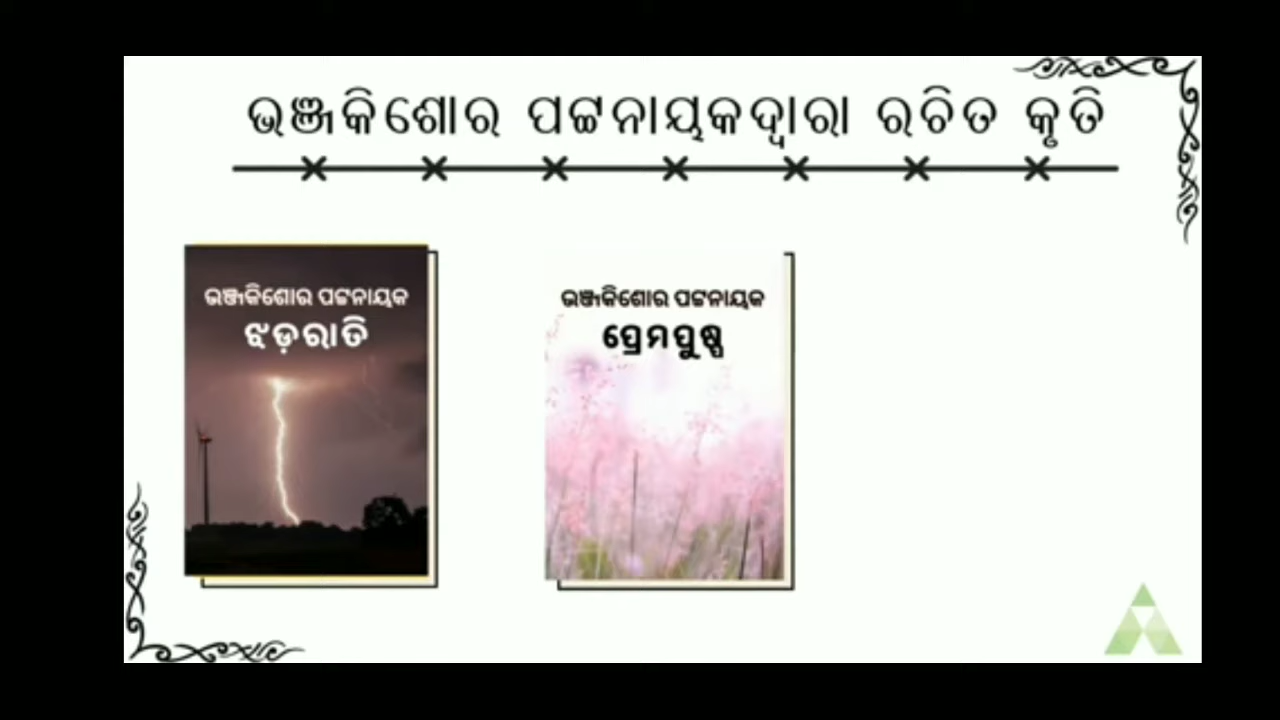 ଭଞ୍ଜକିଶୋର ପଟ୍ଟନାୟକଦ୍ୱାରା ରଚିତ କୃତି
ଭଞ୍ଜକିଶୋର ପଟ୍ଟନାୟକ
ଝଡ଼ରାତି
ଭଞ୍ଜକିଶୋର ପଟ୍ଟନାୟକ
ପ୍ରେମପୁଷ୍ପ